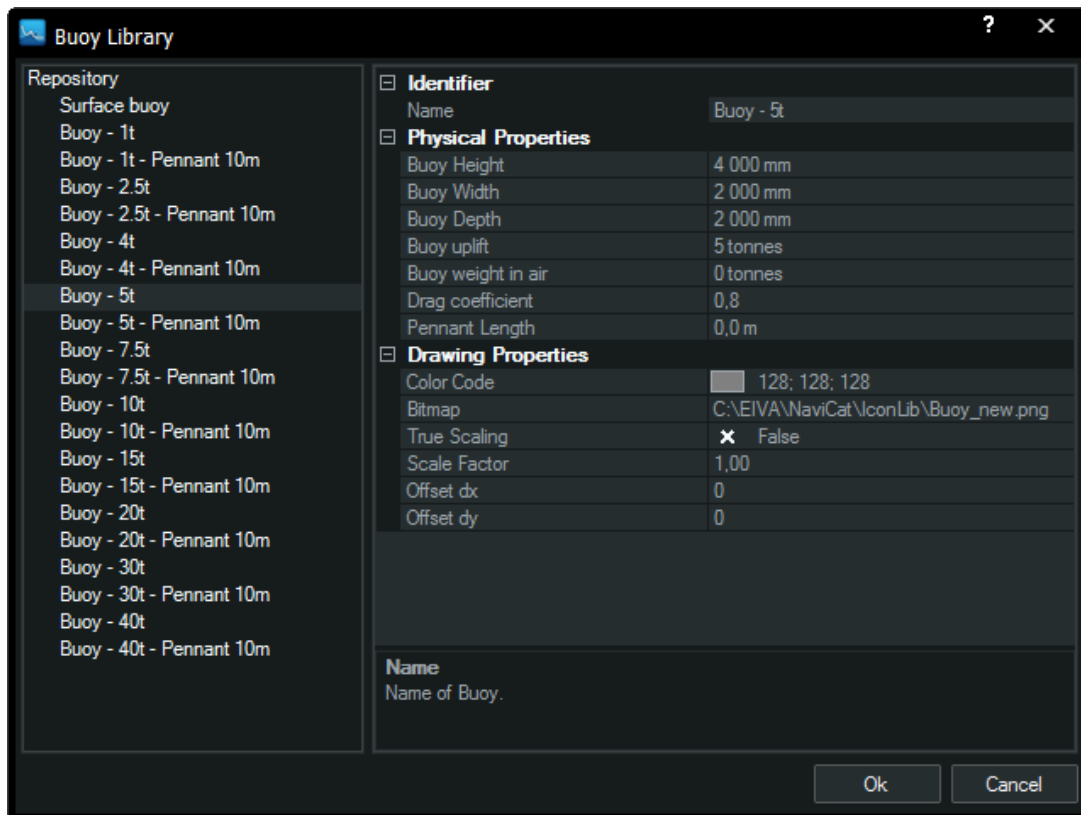 Buoy Library
? ×
Repository
Surface buoy
Buoy - 1t
Buoy - 1t - Pennant 10m
Buoy - 2.5t
Buoy - 2.5t - Pennant 10m
Buoy - 4t
Buoy - 4t - Pennant 10m
Buoy - 5t
Buoy - 5t - Pennant 10m
Buoy - 7.5t
Buoy - 7.5t - Pennant 10m
Buoy - 10t
Buoy - 10t - Pennant 10m
Buoy - 15t
Buoy - 15t - Pennant 10m
Buoy - 20t
Buoy - 20t - Pennant 10m
Buoy - 30t
Buoy - 30t - Pennant 10m
Buoy - 40t
Buoy - 40t - Pennant 10m
Identifier
Name Buoy - 5t
Physical Properties
Buoy Height 4 000 mm
Buoy Width 2 000 mm
Buoy Depth 2 000 mm
Buoy uplift 5 tonnes
Buoy weight in air 0 tonnes
Drag coefficient 0,8
Pennant Length 0,0 m
Drawing Properties
Color Code 128; 128; 128
Bitmap C:\EIVA\NaviCat\IconLib\Buoy_new.png
True Scaling False
Scale Factor 1,00
Offset dx 0
Offset dy 0
Name
Name of Buoy.
Ok Cancel